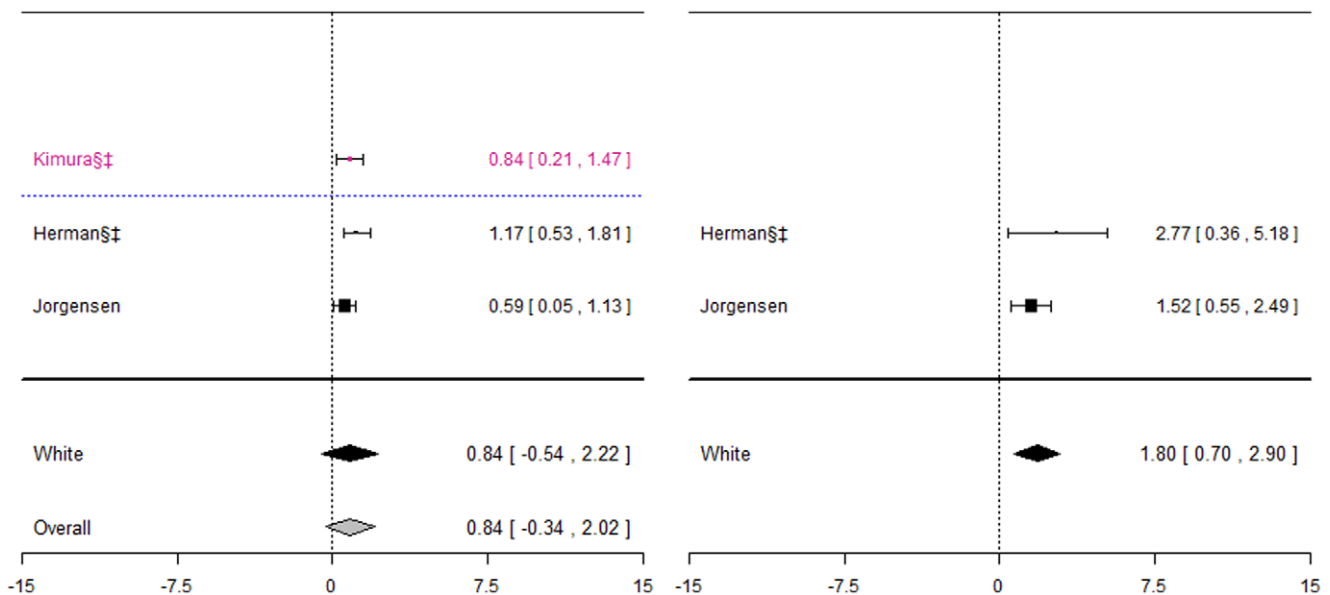 Kimura§‡ 0.84 [ 0.21 , 1.47 ]
Herman§‡ 1.17 [ 0.53 , 1.81 ]
Jorgensen 0.59 [ 0.05 , 1.13 ]
White 0.84 [ -0.54 , 2.22 ]
Overall 0.84 [ -0.34 , 2.02 ]
-15 -7.5 0 7.5 15
Herman§‡ 2.77 [ 0.36 , 5.18 ]
Jorgensen 1.52 [ 0.55 , 2.49 ]
White 1.80 [ 0.70 , 2.90 ]
-15 -7.5 0 7.5 15